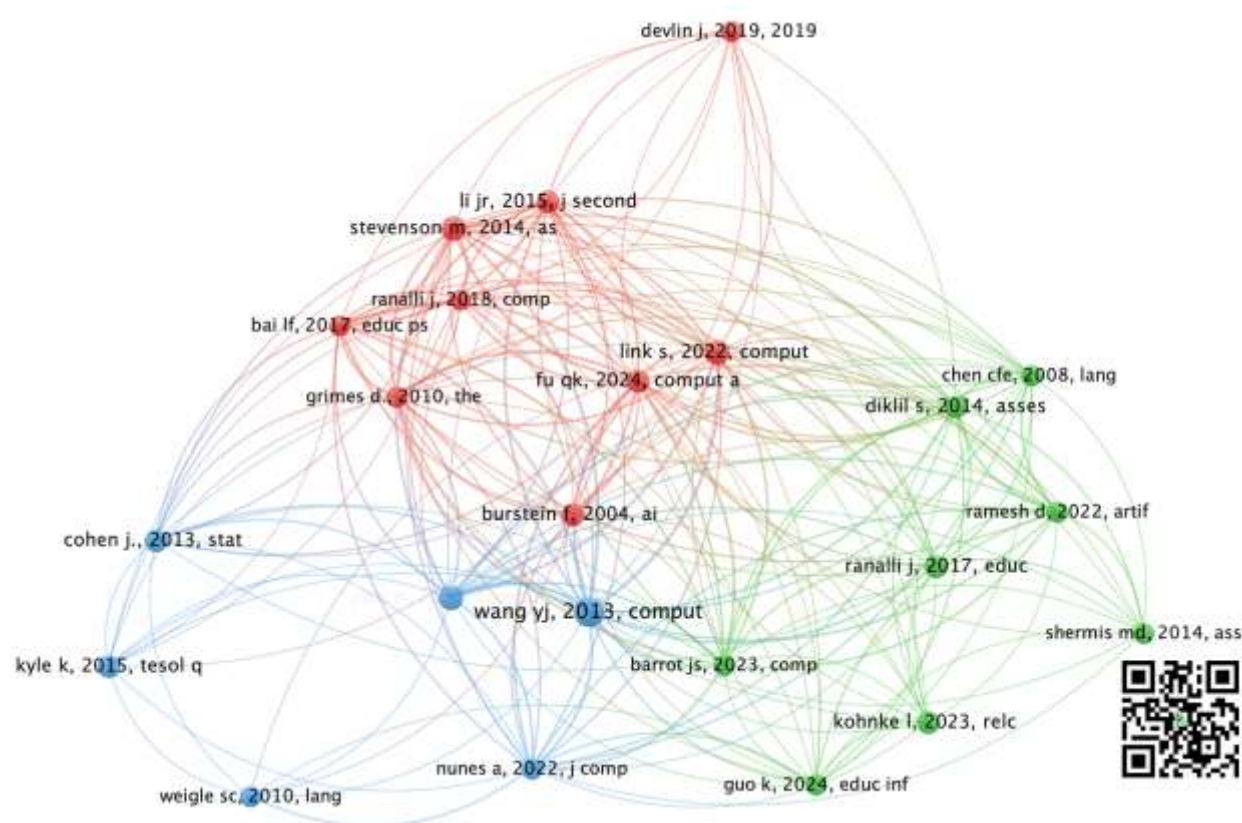 devlin j, 2019, 2019
li jr, 2015, j second
stevenson m, 2014, as
ranalli j, 2018, comp
bai lf, 2017, educ ps
link s, 2022, comput
fu qk, 2024, comput a
chen cfe, 2008, lang
grimes d., 2010, the
diklil s, 2014, asses
burstein f, 2004, ai
ramesh d, 2022, artif
cohen j., 2013, stat
ranalli j, 2017, educ
wang yj, 2013, comput
shermis md, 2014, ass
kyle k, 2015, tesol q
barrot js, 2023, comp
kohnke l, 2023, relc
nunes a, 2022, j comp
guo k, 2024, educ inf
weigle sc, 2010, lang